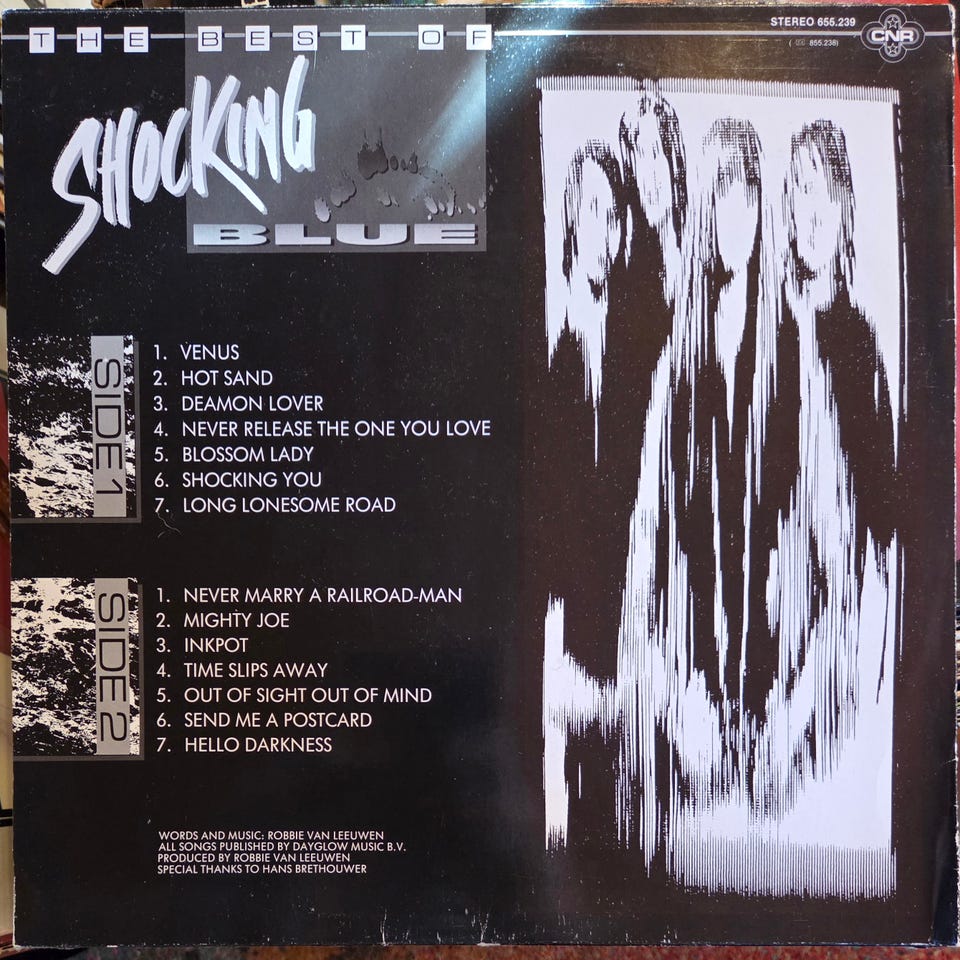 THE BEST OF
STEREO 655.239
CNR
855.238)
SHOCKING
BLUE
SIDE 1
1. VENUS
2. HOT SAND
3. DEAMON LOVER
4. NEVER RELEASE THE ONE YOU LOVE
5. BLOSSOM LADY
6. SHOCKING YOU
7. LONG LONESOME ROAD
SIDE 2
1. NEVER MARRY A RAILROAD-MAN
2. MIGHTY JOE
3. INKPOT
4. TIME SLIPS AWAY
5. OUT OF SIGHT OUT OF MIND
6. SEND ME A POSTCARD
7. HELLO DARKNESS
WORDS AND MUSIC: ROBBIE VAN LEEUWEN
ALL SONGS PUBLISHED BY DAYGLOW MUSIC B.V.
PRODUCED BY ROBBIE VAN LEEUWEN
SPECIAL THANKS TO HANS BRETHOUWER